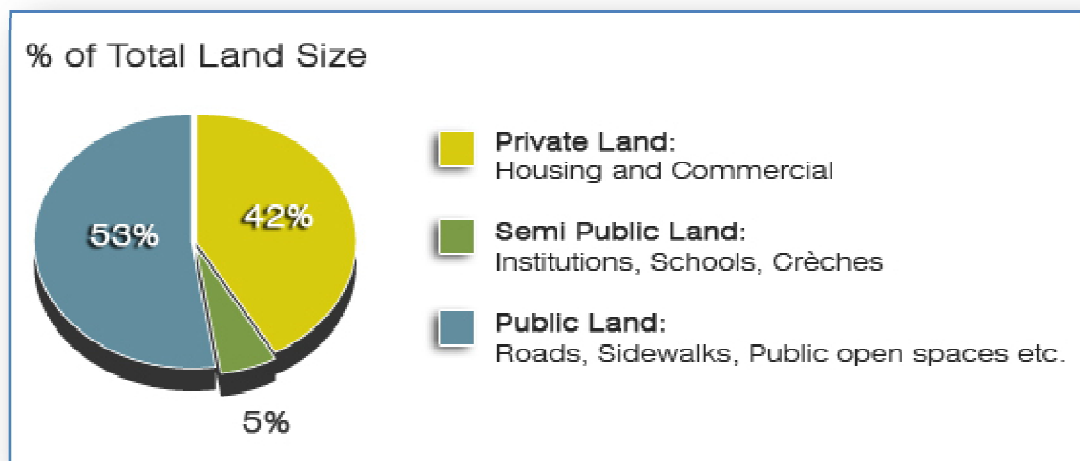 % of Total Land Size
53%
42%
5%
Private Land:
Housing and Commercial
Semi Public Land:
Institutions, Schools, Crèches
Public Land:
Roads, Sidewalks, Public open spaces etc.